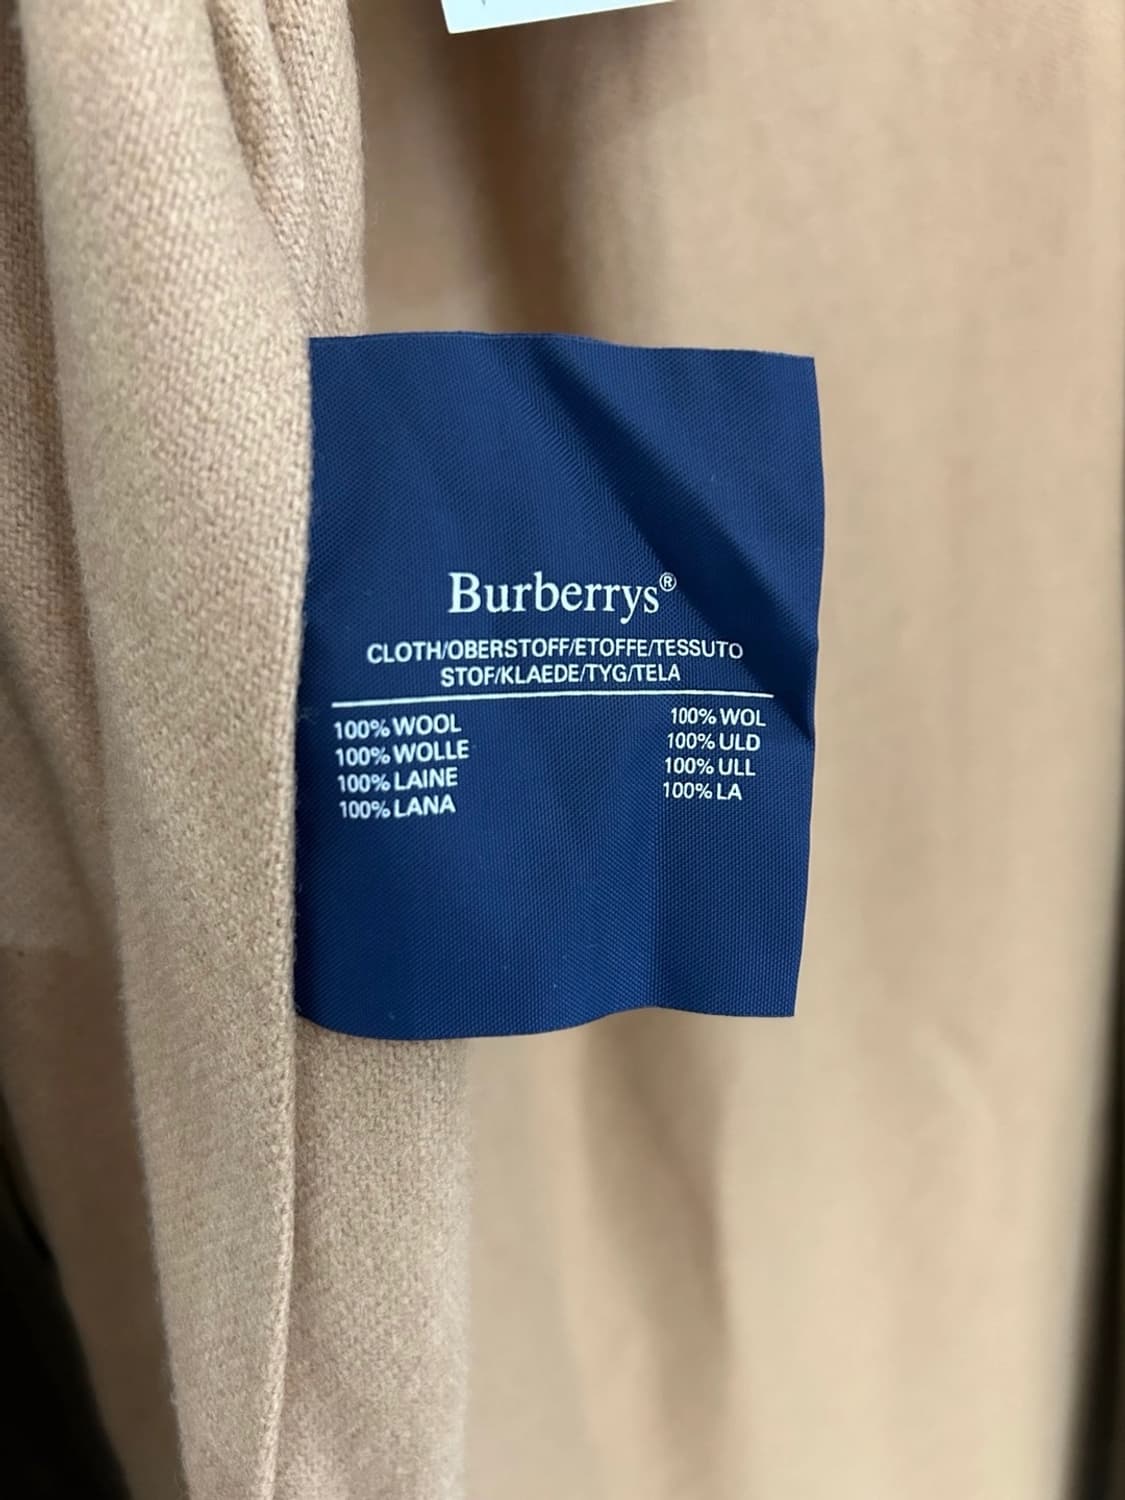 Burberrys®
CLOTH/OBERSTOFF/ETOFFE/TESSUTO
STOF/KLAEDE/TYG/TELA
100% WOOL
100% WOLLE
100% LAINE
100% LANA
100% WOL
100% ULD
100% ULL
100% LA